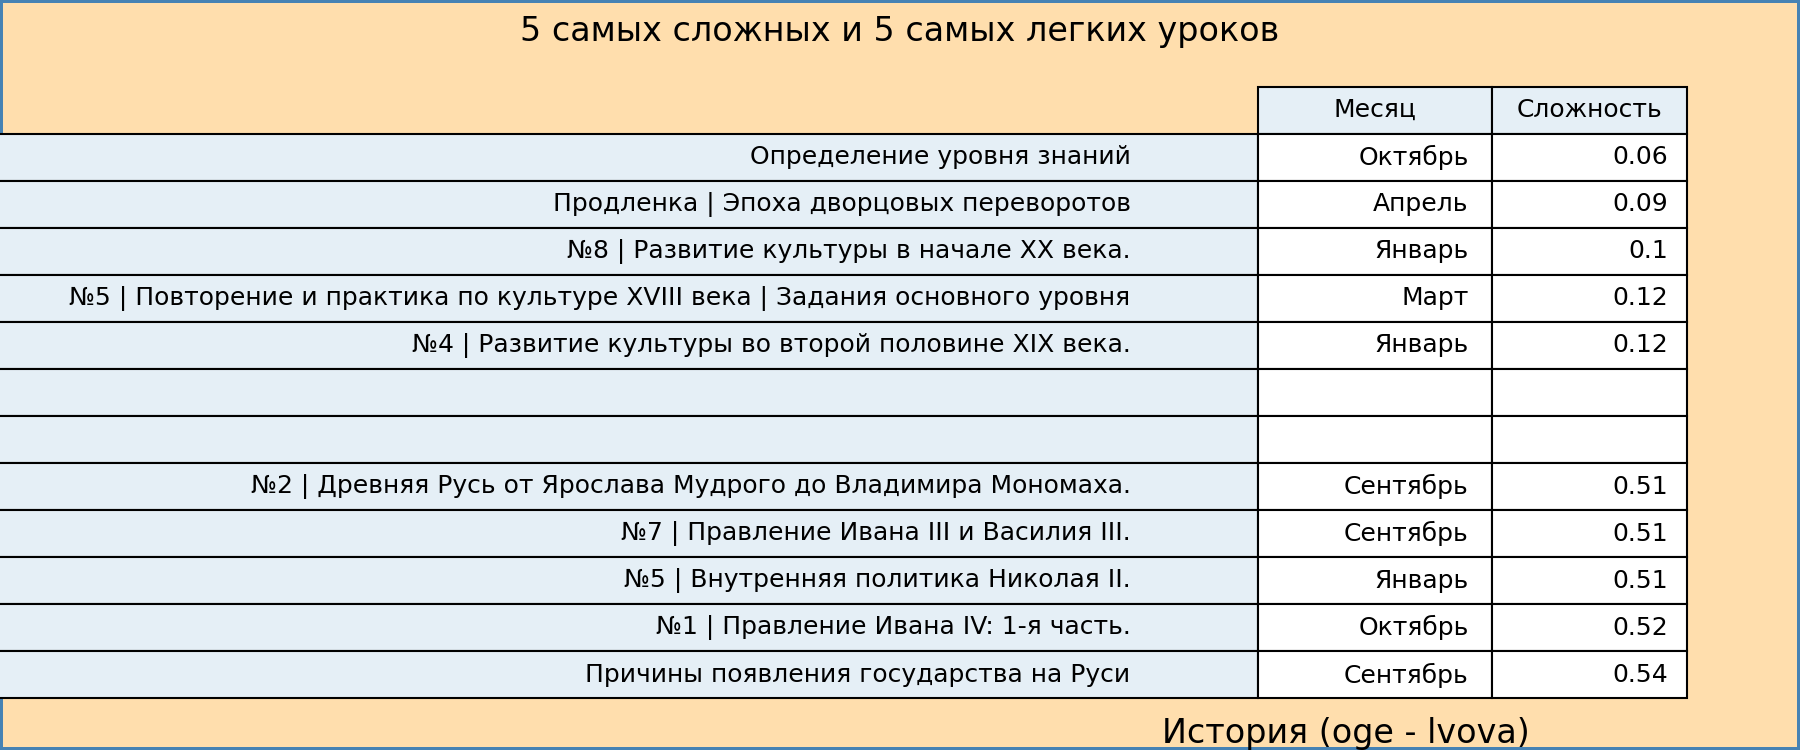 5 самых сложных и 5 самых легких уроков
Месяц Сложность
Определение уровня знаний Октябрь 0.06
Продленка | Эпоха дворцовых переворотов Апрель 0.09
№8 | Развитие культуры в начале XX века. Январь 0.1
№5 | Повторение и практика по культуре XVIII века | Задания основного уровня Март 0.12
№4 | Развитие культуры во второй половине XIX века. Январь 0.12
№2 | Древняя Русь от Ярослава Мудрого до Владимира Мономаха. Сентябрь 0.51
№7 | Правление Ивана III и Василия III. Сентябрь 0.51
№5 | Внутренняя политика Николая II. Январь 0.51
№1 | Правление Ивана IV: 1-я часть. Октябрь 0.52
Причины появления государства на Руси Сентябрь 0.54
История (oge - lvova)